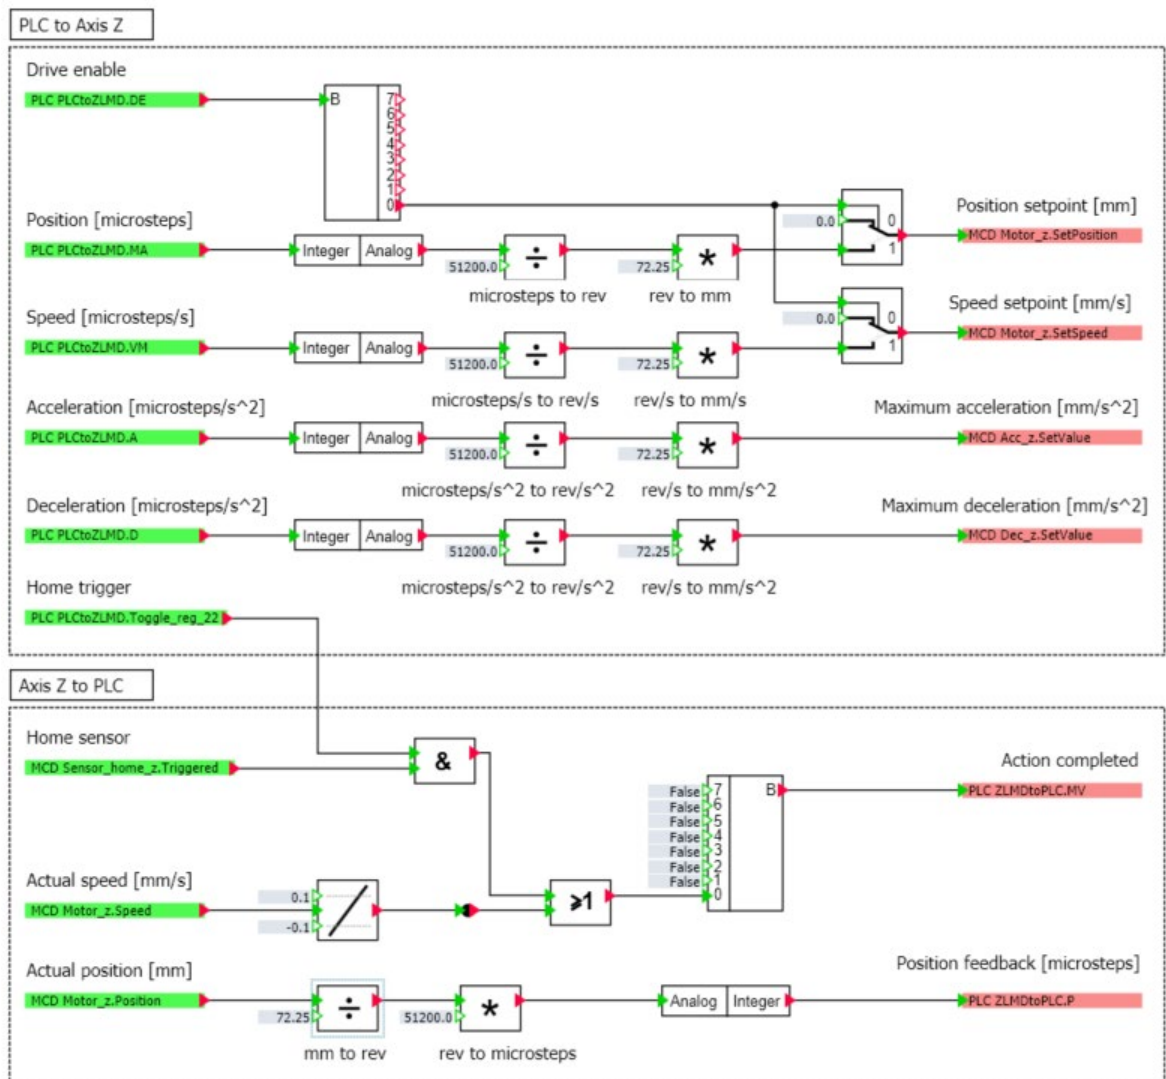 PLC to Axis Z
Drive enable
PLC PLCtoZLMD.DE
B
7
6
5
4
3
2
1
0
Position [microsteps]
PLC PLCtoZLMD.MA
Integer Analog
51200.0
÷
microsteps to rev
72.25
*
rev to mm
0.0
0
1
Position setpoint [mm]
MCD Motor_z.SetPosition
Speed [microsteps/s]
PLC PLCtoZLMD.VM
Integer Analog
51200.0
÷
microsteps/s to rev/s
72.25
*
rev/s to mm/s
0.0
0
1
Speed setpoint [mm/s]
MCD Motor_z.SetSpeed
Acceleration [microsteps/s^2]
PLC PLCtoZLMD.A
Integer Analog
51200.0
÷
microsteps/s^2 to rev/s^2
72.25
*
rev/s to mm/s^2
Maximum acceleration [mm/s^2]
MCD Acc_z.SetValue
Deceleration [microsteps/s^2]
PLC PLCtoZLMD.D
Integer Analog
51200.0
÷
microsteps/s^2 to rev/s^2
72.25
*
rev/s to mm/s^2
Maximum deceleration [mm/s^2]
MCD Dec_z.SetValue
Home trigger
PLC PLCtoZLMD.Toggle_reg_22
Axis Z to PLC
Home sensor
MCD Sensor_home_z.Triggered
&
Actual speed [mm/s]
MCD Motor_z.Speed
0.1
-0.1
≥1
False 7
False 6
False 5
False 4
False 3
False 2
False 1
0
B
Action completed
PLC ZLMDtoPLC.MV
Actual position [mm]
MCD Motor_z.Position
72.25
÷
mm to rev
51200.0
*
rev to microsteps
Analog Integer
Position feedback [microsteps]
PLC ZLMDtoPLC.P